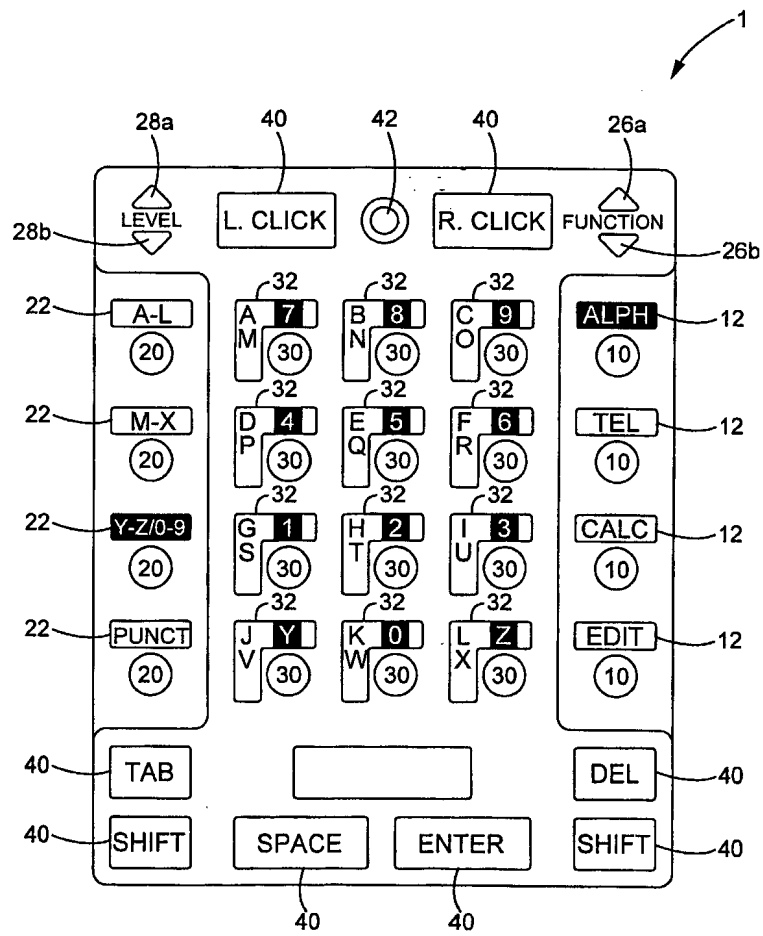 1
28a 40 42 40 26a
LEVEL L. CLICK R. CLICK FUNCTION
28b 26b
32 32 32
22 A-L A 7 B 8 C 9 ALPH 12
M N O
20 30 30 30 10
32 32 32
22 M-X D 4 E 5 F 6 TEL 12
P Q R
20 30 30 30 10
32 32 32
22 Y-Z/0-9 G 1 H 2 I 3 CALC 12
S T U
20 30 30 30 10
32 32 32
22 PUNCT J Y K 0 L Z EDIT 12
V W X
20 30 30 30 10
40 TAB DEL 40
40 SHIFT SPACE ENTER SHIFT 40
40 40